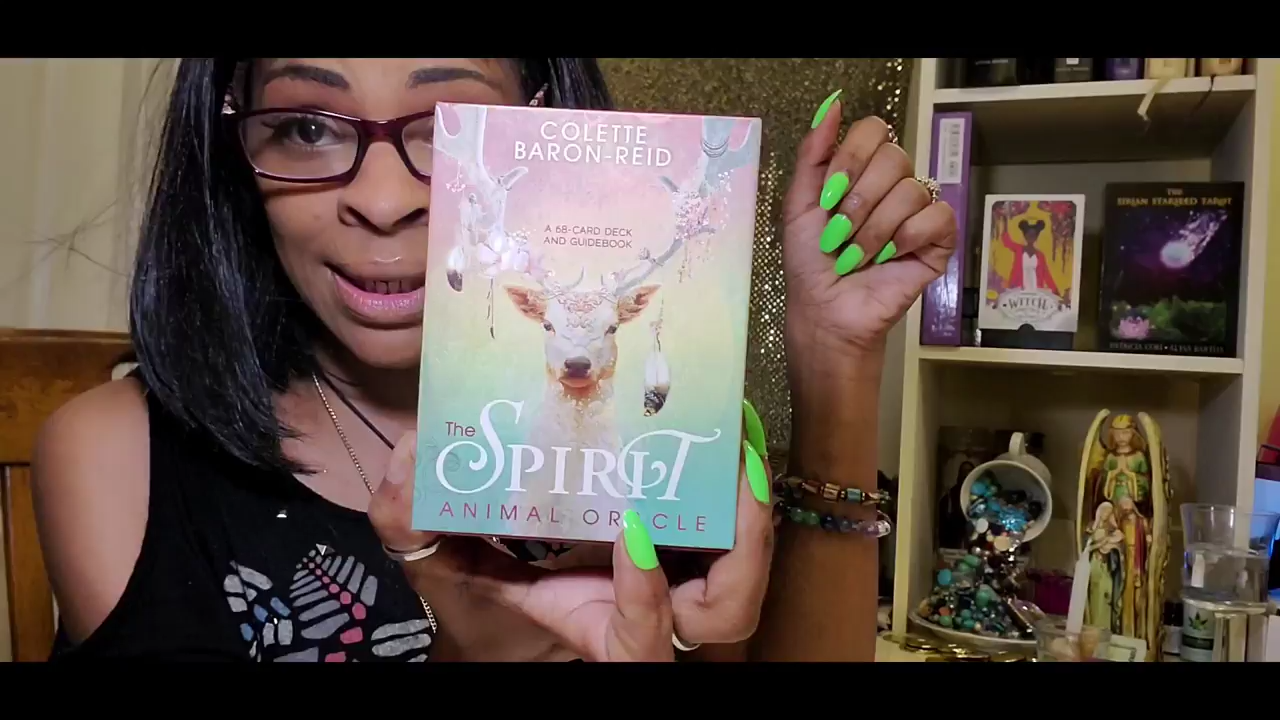 COLETTE
BARON-REID
A 68-CARD DECK
AND GUIDEBOOK
The
SPIRIT
ANIMAL ORACLE
WITCH
THE
SIRIAN STARSEED TAROT